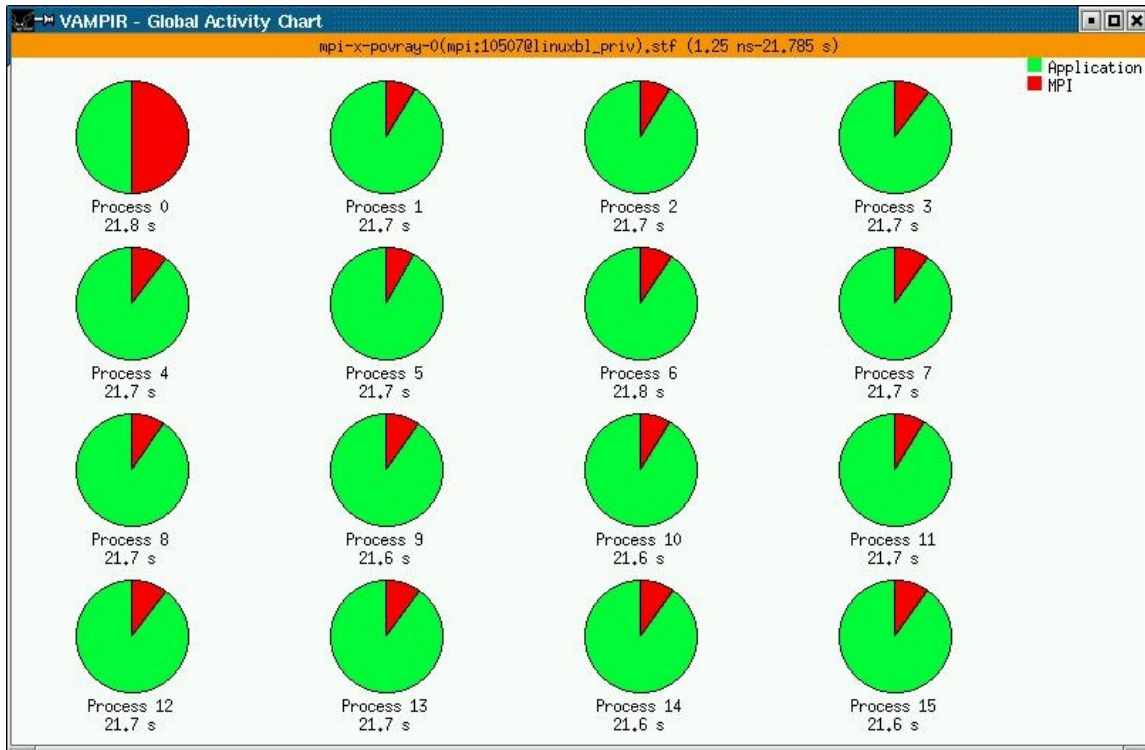 VAMPIR - Global Activity Chart
mpi-x-povray-0(mpi:10507@linuxbl_priv).stf (1.25 ns-21.785 s)
Application
MPI
Process 0
21.8 s
Process 1
21.7 s
Process 2
21.7 s
Process 3
21.7 s
Process 4
21.7 s
Process 5
21.7 s
Process 6
21.8 s
Process 7
21.7 s
Process 8
21.7 s
Process 9
21.6 s
Process 10
21.6 s
Process 11
21.7 s
Process 12
21.7 s
Process 13
21.7 s
Process 14
21.6 s
Process 15
21.6 s